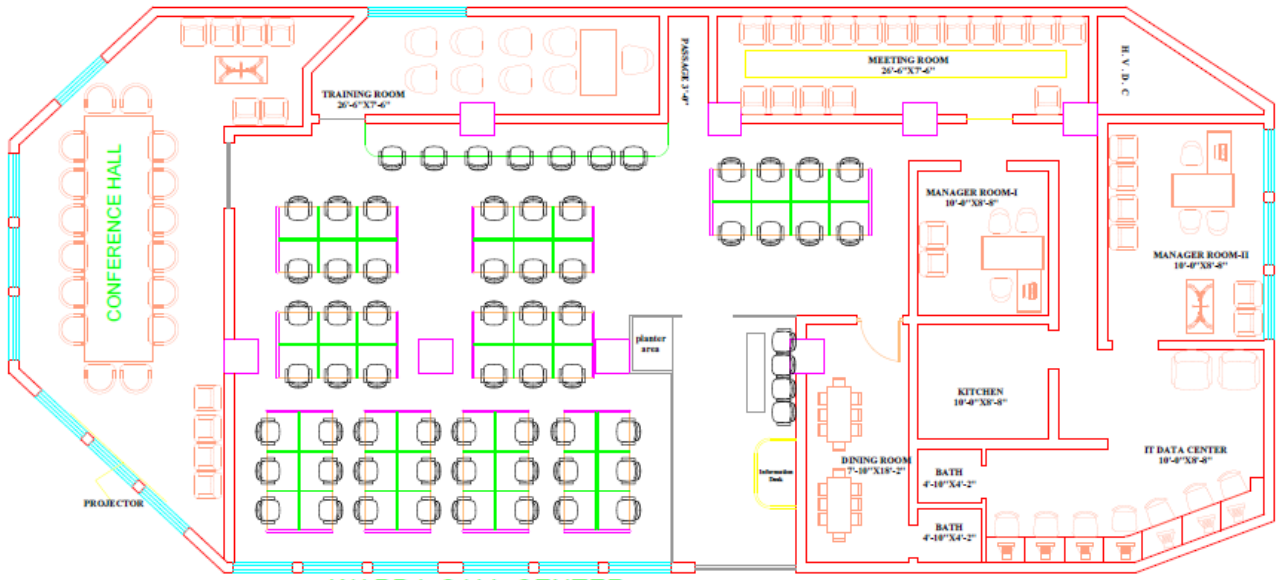 TRAINING ROOM
26'-6"X7'-6"
PASSAGE 3'-0"
MEETING ROOM
26'-6"X7'-6"
H.V.D.C
CONFERENCE HALL
MANAGER ROOM-I
10'-0"X8'-8"
MANAGER ROOM-II
10'-0"X8'-8"
planter
area
KITCHEN
10'-0"X8'-8"
DINING ROOM
7'-10"X18'-2"
IT DATA CENTER
10'-0"X8'-8"
Information
Desk
BATH
4'-10"X4'-2"
BATH
4'-10"X4'-2"
PROJECTOR
CALL CENTER